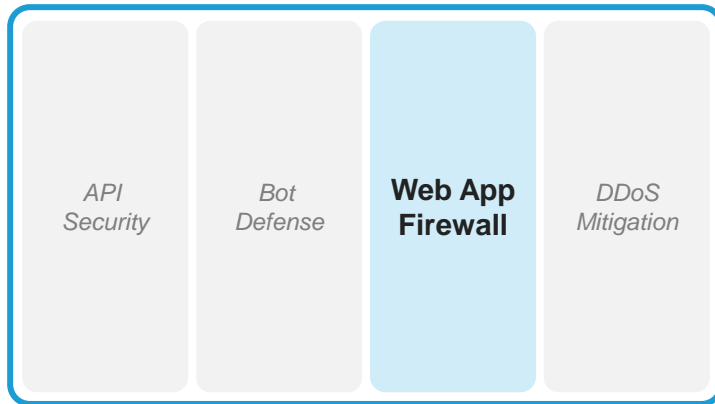 API
Security
Bot
Defense
Web App
Firewall
DDoS
Mitigation